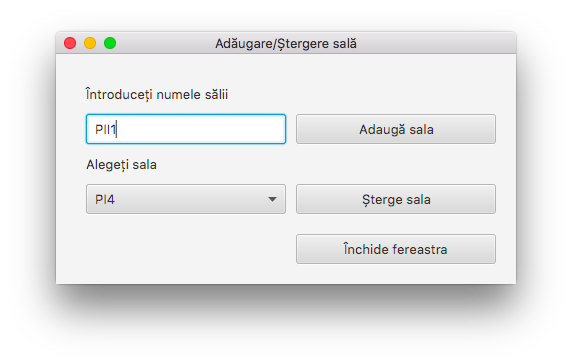 Adăugare/Ștergere sală
Întroduceți numele sălii
PII1
Adaugă sala
Alegeți sala
PI4
Șterge sala
Închide fereastra